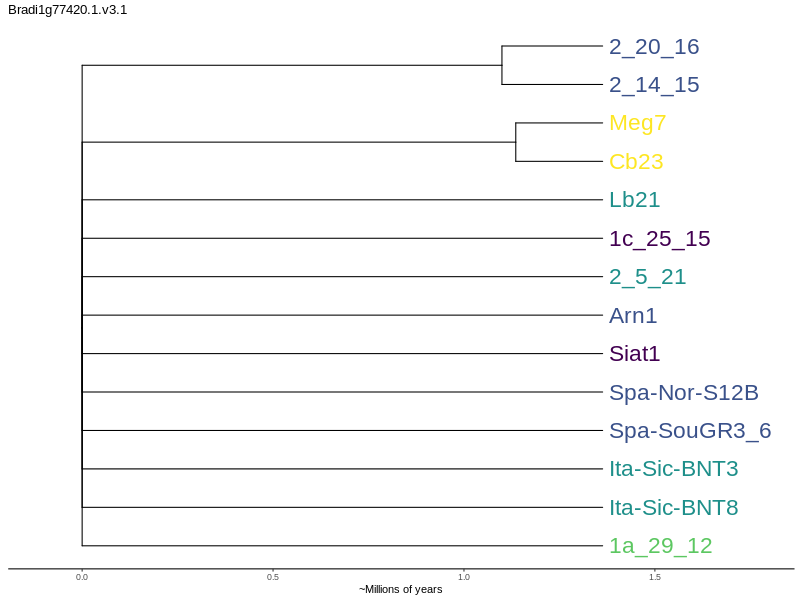 Bradi1g77420.1.v3.1
2_20_16
2_14_15
Meg7
Cb23
Lb21
1c_25_15
2_5_21
Arn1
Siat1
Spa-Nor-S12B
Spa-SouGR3_6
Ita-Sic-BNT3
Ita-Sic-BNT8
1a_29_12
0.0 0.5 1.0 1.5
~Millions of years